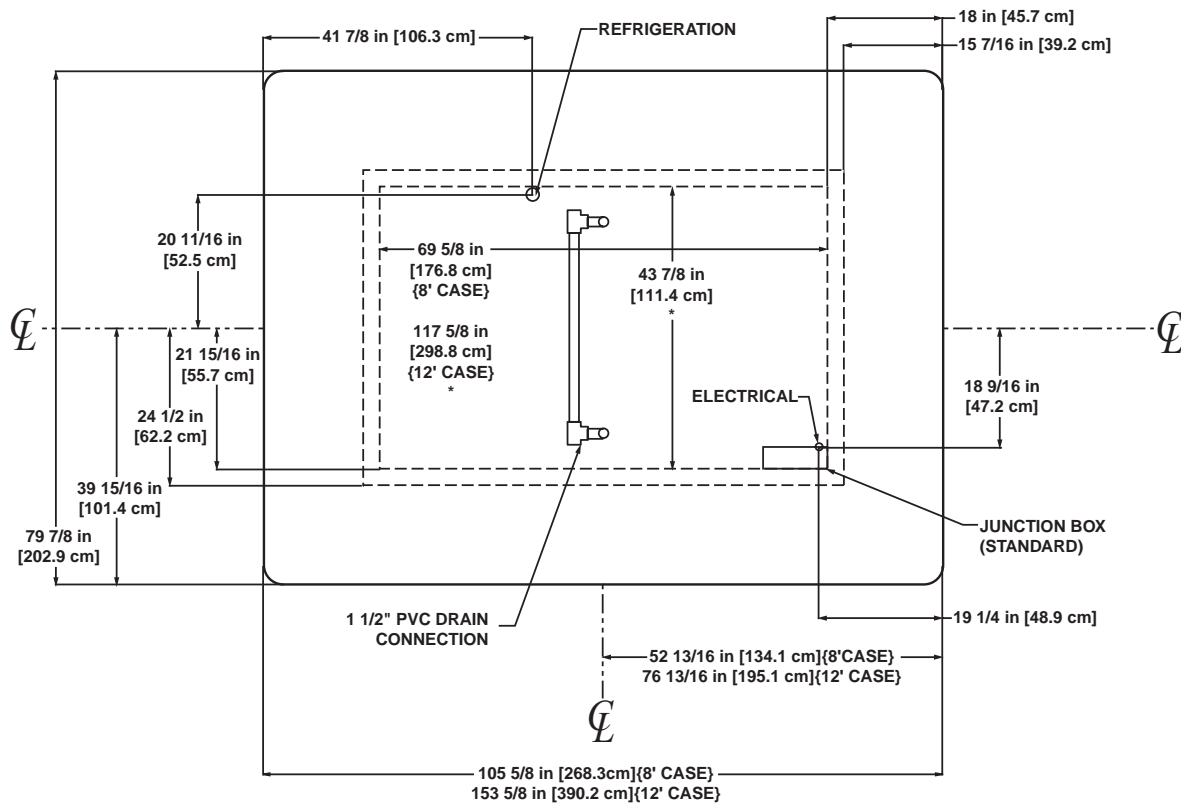 18 in [45.7 cm]
41 7/8 in [106.3 cm]
REFRIGERATION
15 7/16 in [39.2 cm]
20 11/16 in
[52.5 cm]
69 5/8 in
[176.8 cm]
{8' CASE}
43 7/8 in
[111.4 cm]
*
℄
℄
117 5/8 in
[298.8 cm]
{12' CASE}
*
21 15/16 in
[55.7 cm]
18 9/16 in
[47.2 cm]
ELECTRICAL
24 1/2 in
[62.2 cm]
39 15/16 in
[101.4 cm]
79 7/8 in
[202.9 cm]
JUNCTION BOX
(STANDARD)
1 1/2" PVC DRAIN
CONNECTION
19 1/4 in [48.9 cm]
52 13/16 in [134.1 cm]{8'CASE}
76 13/16 in [195.1 cm]{12' CASE}
℄
105 5/8 in [268.3cm]{8' CASE}
153 5/8 in [390.2 cm]{12' CASE}